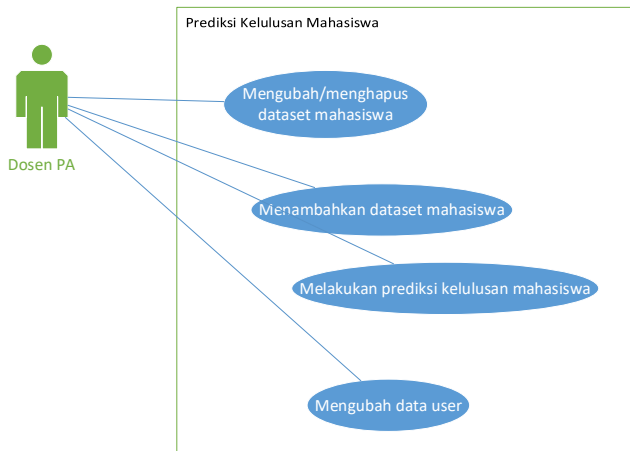 Prediksi Kelulusan Mahasiswa
Mengubah/menghapus
dataset mahasiswa
Dosen PA
Menambahkan dataset mahasiswa
Melakukan prediksi kelulusan mahasiswa
Mengubah data user